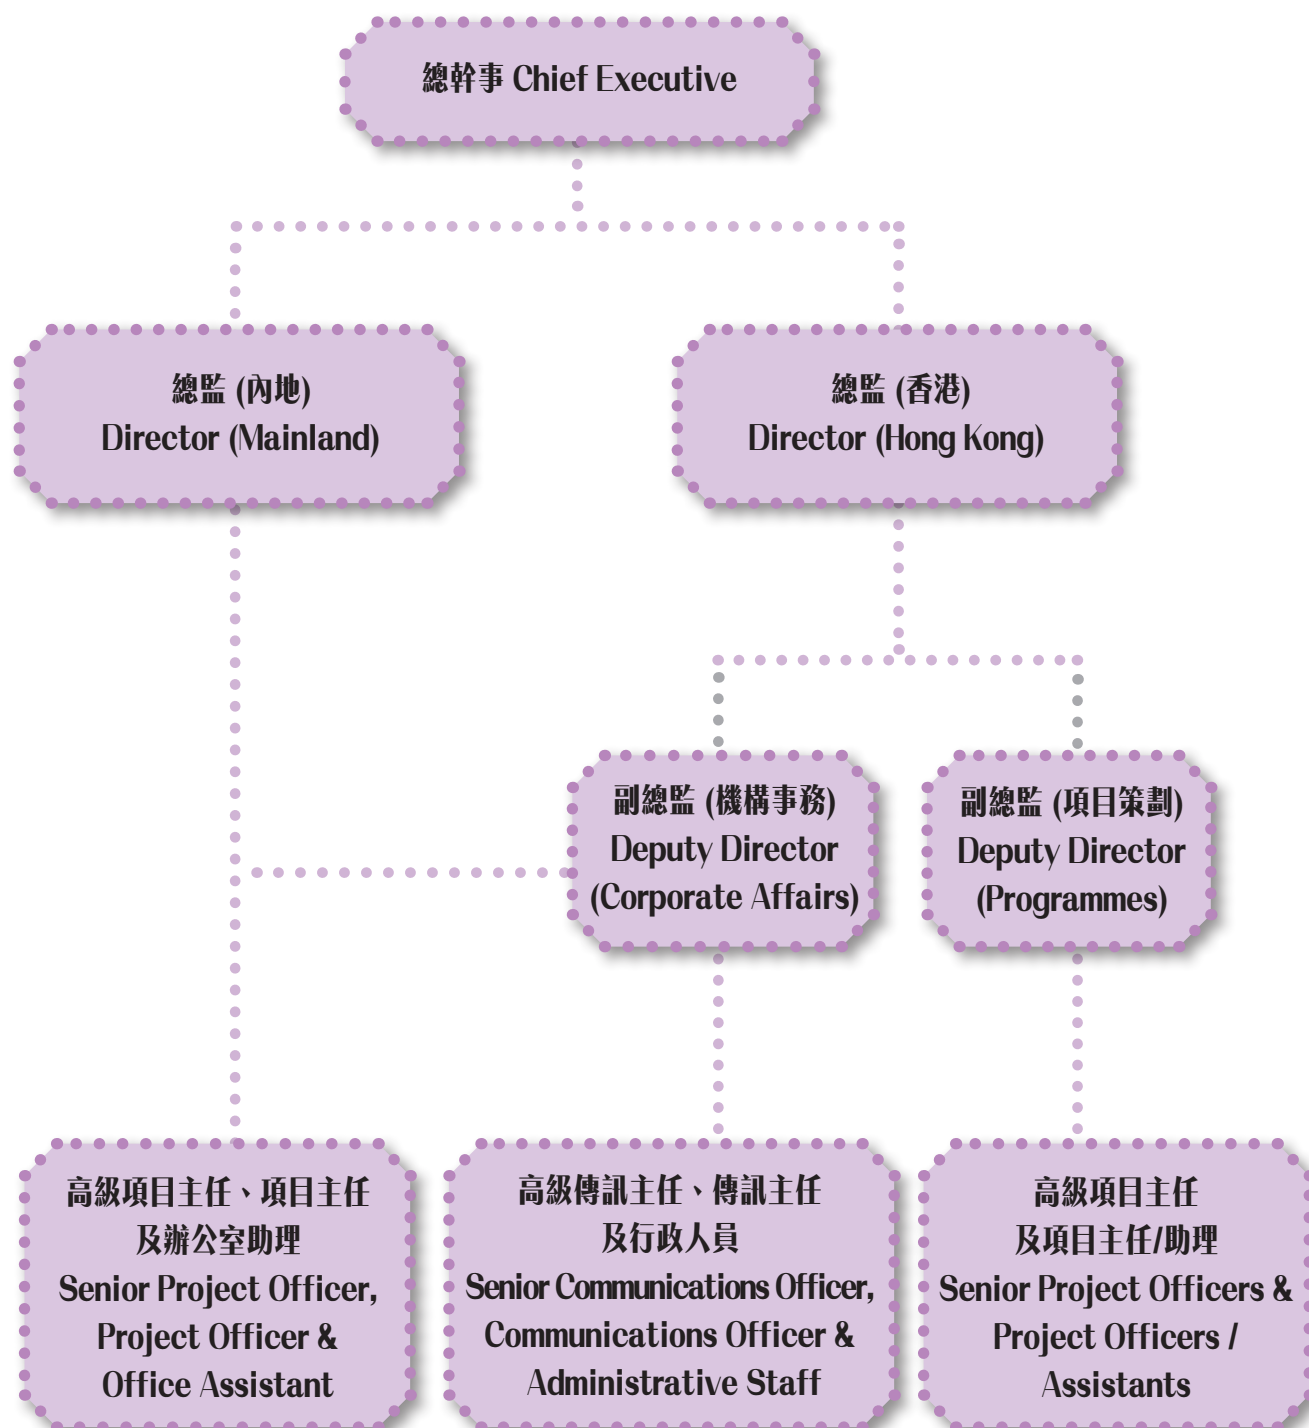 總幹事 Chief Executive
總監 (內地)
Director (Mainland)
總監 (香港)
Director (Hong Kong)
副總監 (機構事務)
Deputy Director
(Corporate Affairs)
副總監 (項目策劃)
Deputy Director
(Programmes)
高級項目主任、項目主任
及辦公室助理
Senior Project Officer,
Project Officer &
Office Assistant
高級傳訊主任、傳訊主任
及行政人員
Senior Communications Officer,
Communications Officer &
Administrative Staff
高級項目主任
及項目主任/助理
Senior Project Officers &
Project Officers /
Assistants